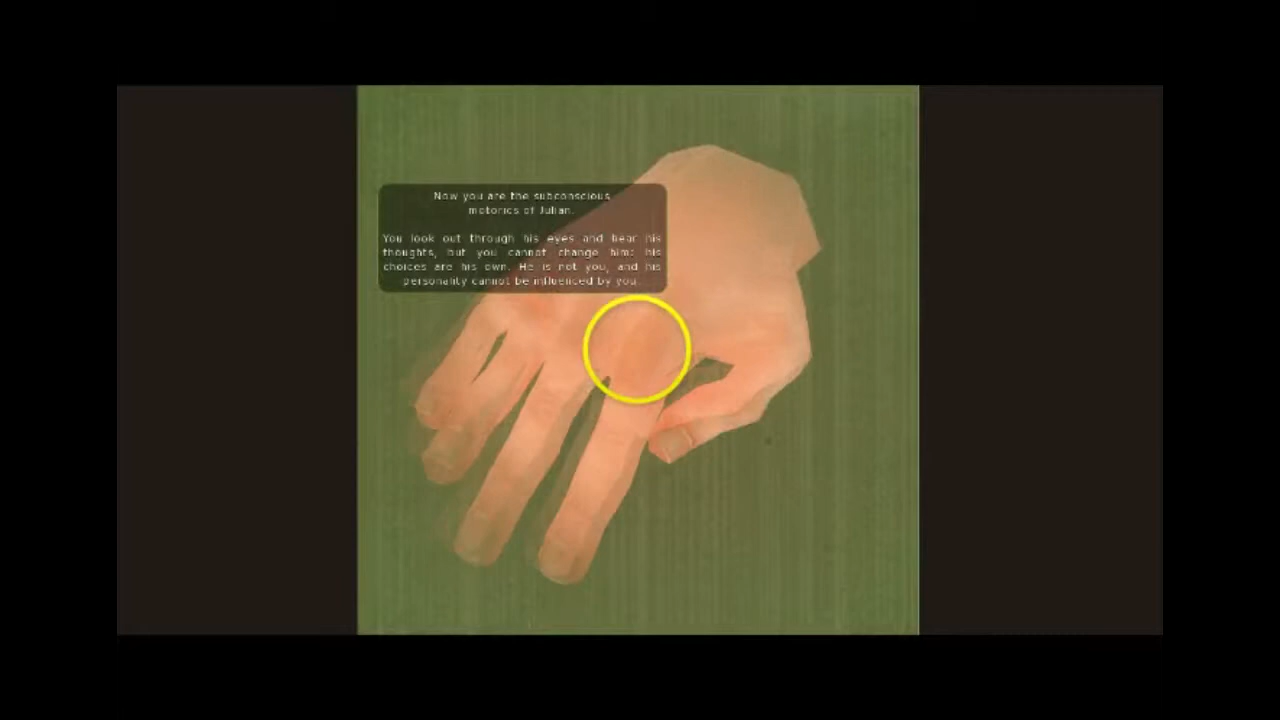 Now you are the subconscious
motorics of Julian.
You look out through his eyes and hear his
thoughts, but you cannot change him: his
choices are his own. He is not you, and his
personality cannot be influenced by you.